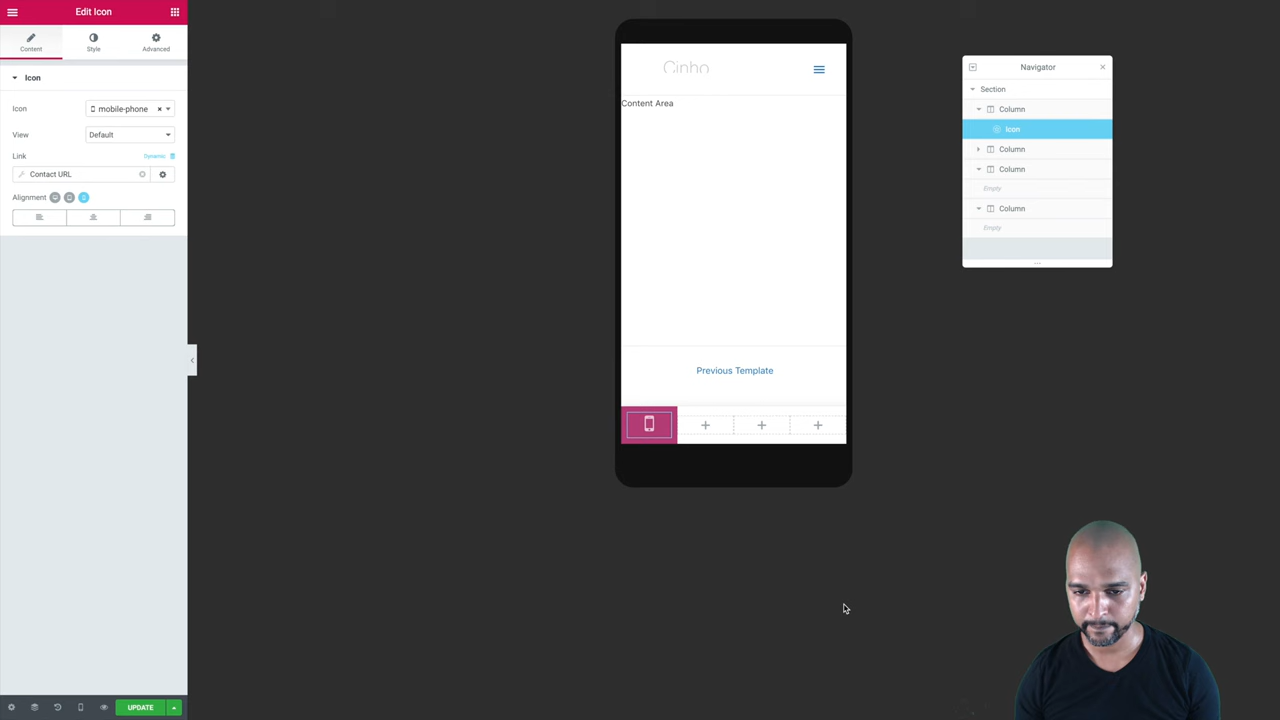 Edit Icon
Content
Style
Advanced
Icon
Icon
mobile-phone
View
Default
Link
Dynamic
Contact URL
Alignment
UPDATE
Content Area
Previous Template
Navigator
Section
Column
Icon
Column
Column
Empty
Column
Empty